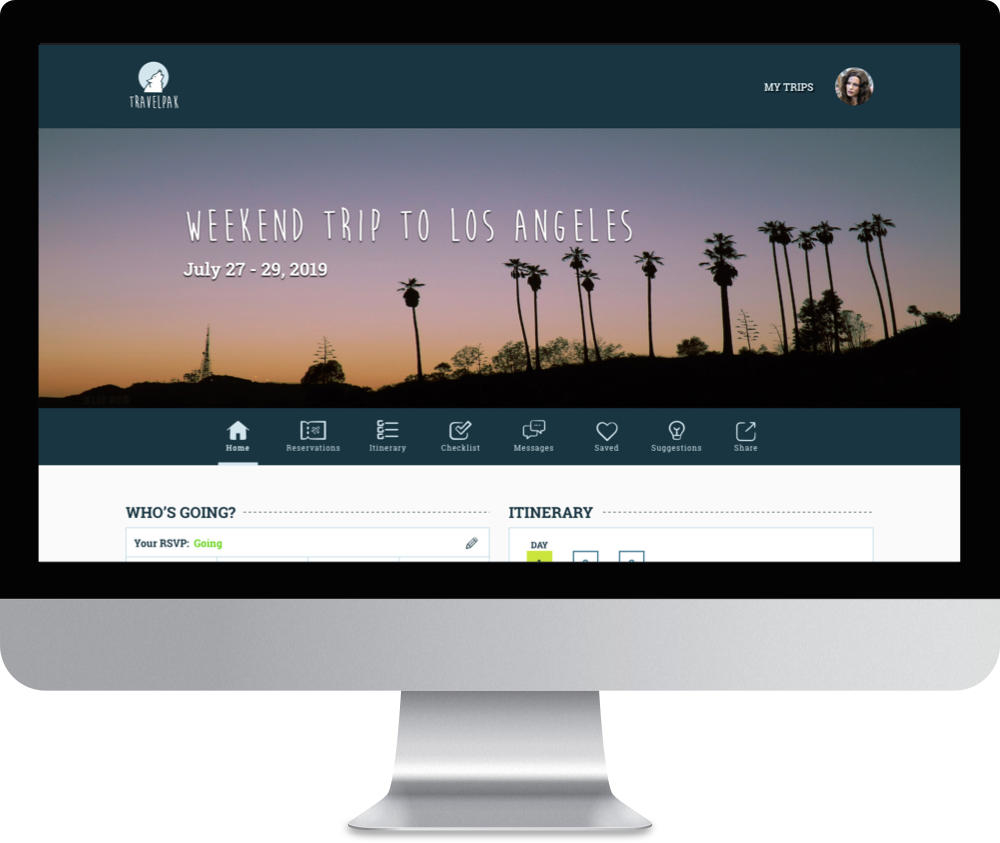 TRAVELPAK
MY TRIPS
WEEKEND TRIP TO LOS ANGELES
July 27 - 29, 2019
Home
Reservations
Itinerary
Checklist
Messages
Saved
Suggestions
Share
WHO'S GOING?
ITINERARY
Your RSVP: Going
DAY